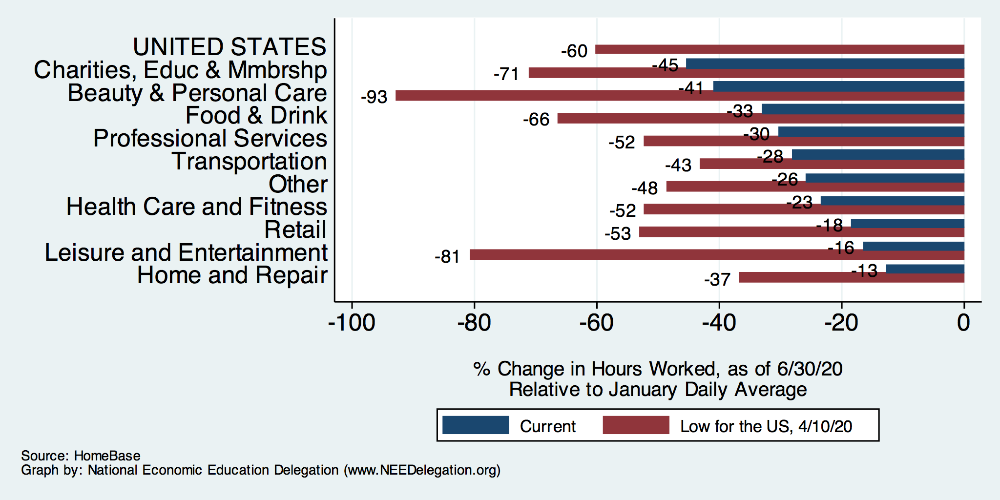 UNITED STATES -60
-45
Charities, Educ & Mmbrshp -71
-41
Beauty & Personal Care -93
-33
Food & Drink -66
-30
Professional Services -52
-28
Transportation -43
-26
Other -48
-23
Health Care and Fitness -52
-18
Retail -53
-16
Leisure and Entertainment -81
-13
Home and Repair -37
-100 -80 -60 -40 -20 0
% Change in Hours Worked, as of 6/30/20
Relative to January Daily Average
Current Low for the US, 4/10/20
Source: HomeBase
Graph by: National Economic Education Delegation (www.NEEDelegation.org)